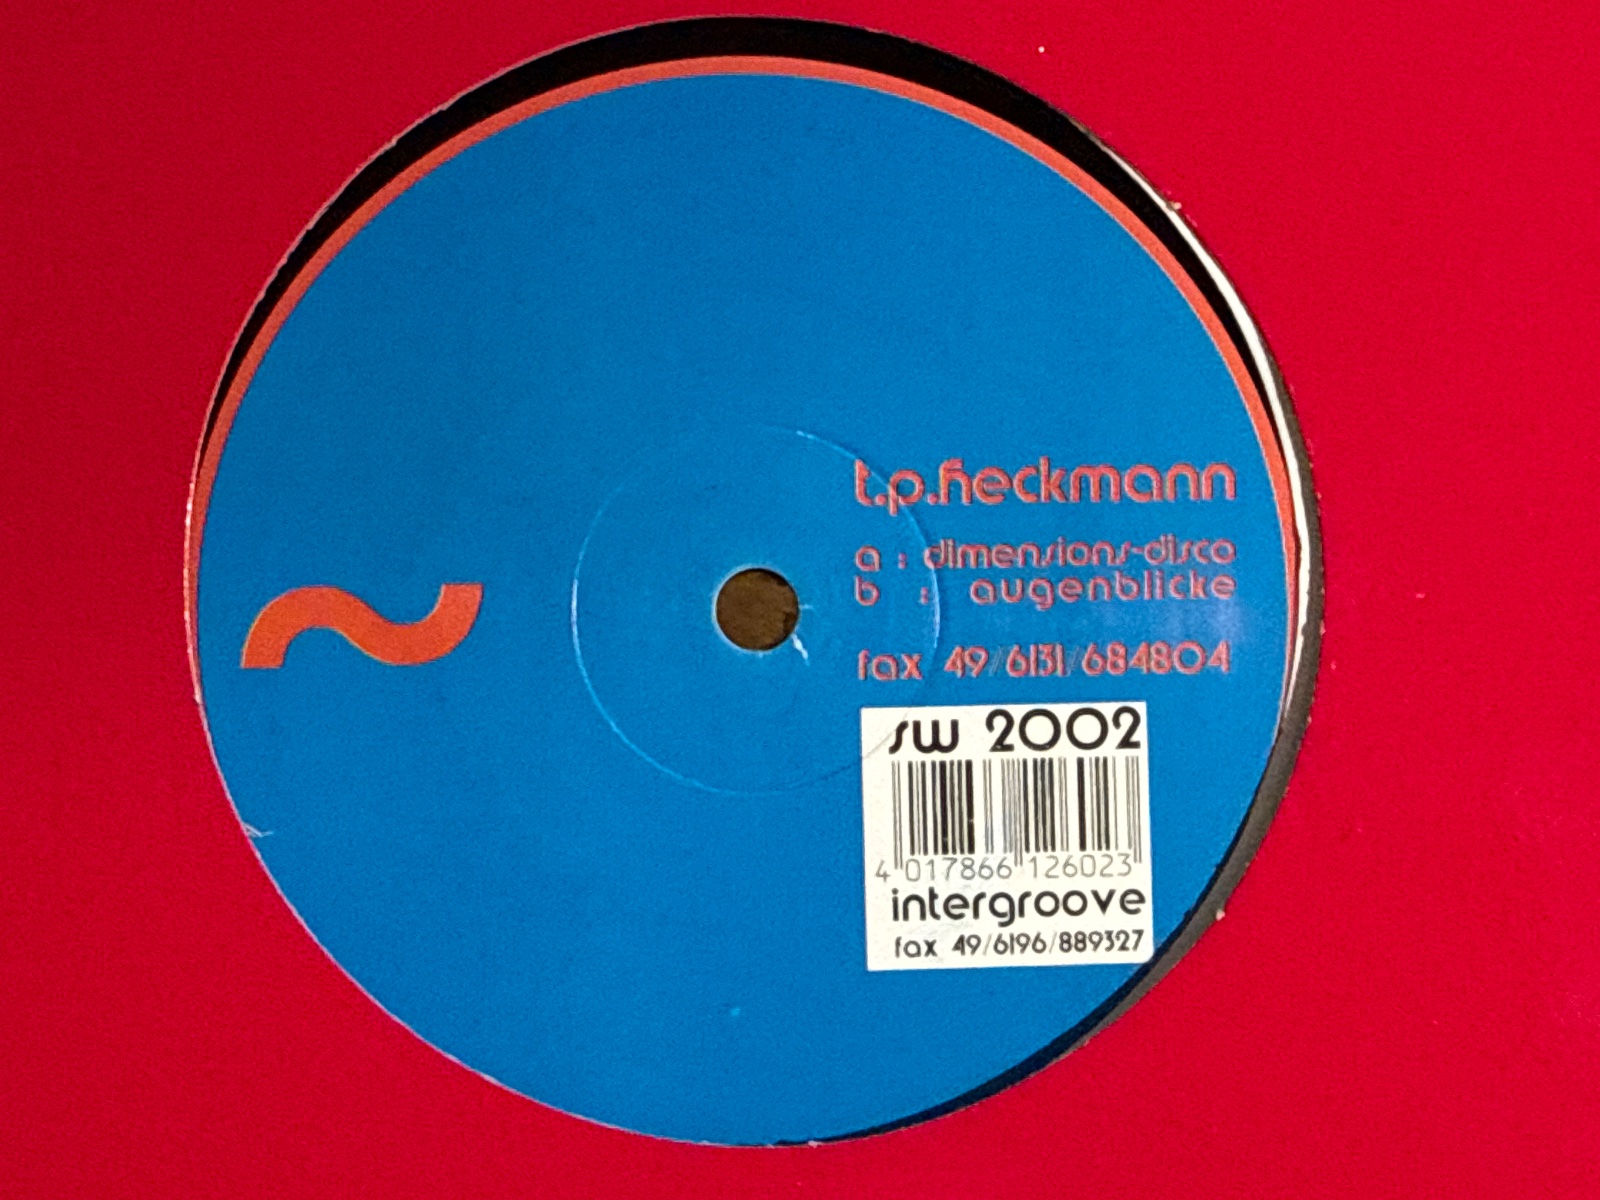 t.p.heckmann
a : dimensions-disco
b : augenblicke
fax 49/6131/684804
sw 2002
4 017866 126023
intergroove
fax 49/6196/889327